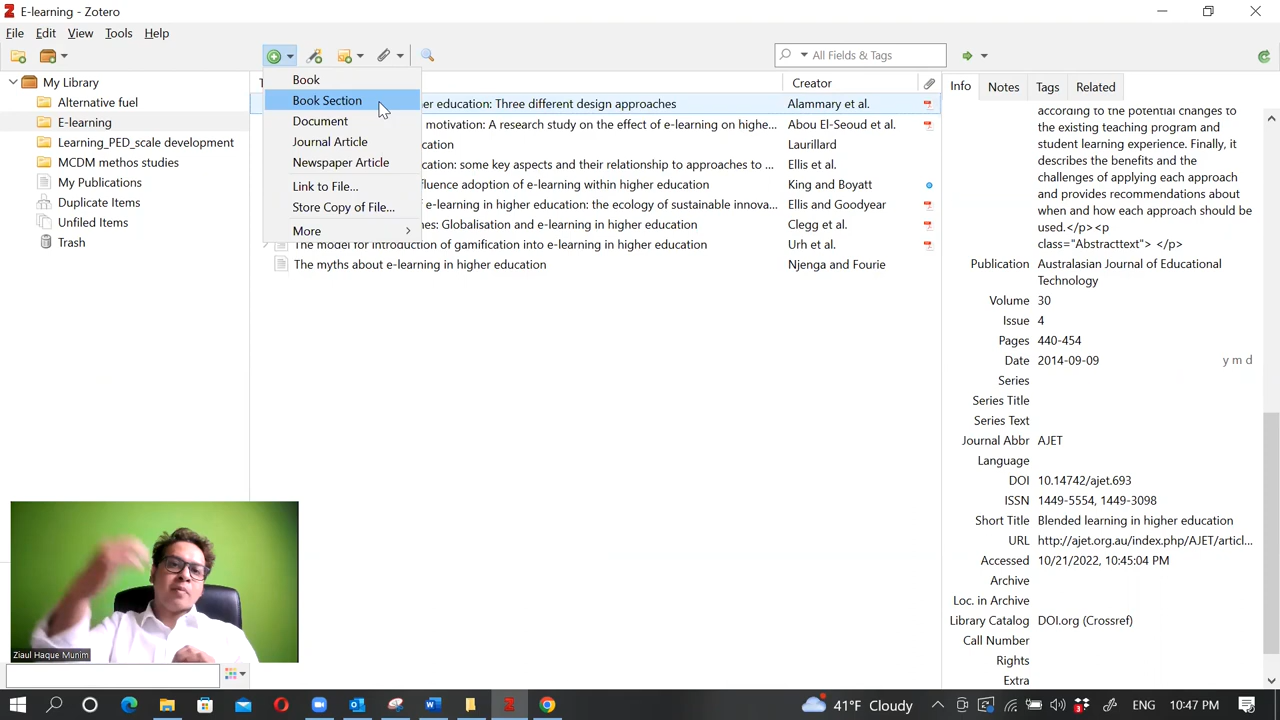 E-learning - Zotero
File Edit View Tools Help
All Fields & Tags
My Library
Alternative fuel
E-learning
Learning_PED_scale development
MCDM methos studies
My Publications
Duplicate Items
Unfiled Items
Trash
Book
Book Section
Document
Journal Article
Newspaper Article
Link to File...
Store Copy of File...
More
T
Creator
er education: Three different design approaches Alammary et al.
motivation: A research study on the effect of e-learning on highe... Abou El-Seoud et al.
cation Laurillard
cation: some key aspects and their relationship to approaches to ... Ellis et al.
fluence adoption of e-learning within higher education King and Boyatt
f e-learning in higher education: the ecology of sustainable innova... Ellis and Goodyear
nes: Globalisation and e-learning in higher education Clegg et al.
The model for introduction of gamification into e-learning in higher education Urh et al.
The myths about e-learning in higher education Njenga and Fourie
Info Notes Tags Related
according to the potential changes to
the existing teaching program and
student learning experience. Finally, it
describes the benefits and the
challenges of applying each approach
and provides recommendations about
when and how each approach should be
used.</p><p
class="Abstracttext"> </p>
Publication Australasian Journal of Educational
Technology
Volume 30
Issue 4
Pages 440-454
Date 2014-09-09 y m d
Series
Series Title
Series Text
Journal Abbr AJET
Language
DOI 10.14742/ajet.693
ISSN 1449-5554, 1449-3098
Short Title Blended learning in higher education
URL http://ajet.org.au/index.php/AJET/articl...
Accessed 10/21/2022, 10:45:04 PM
Archive
Loc. in Archive
Library Catalog DOI.org (Crossref)
Call Number
Rights
Extra
Ziaul Haque Munim
41°F Cloudy
ENG
10:47 PM